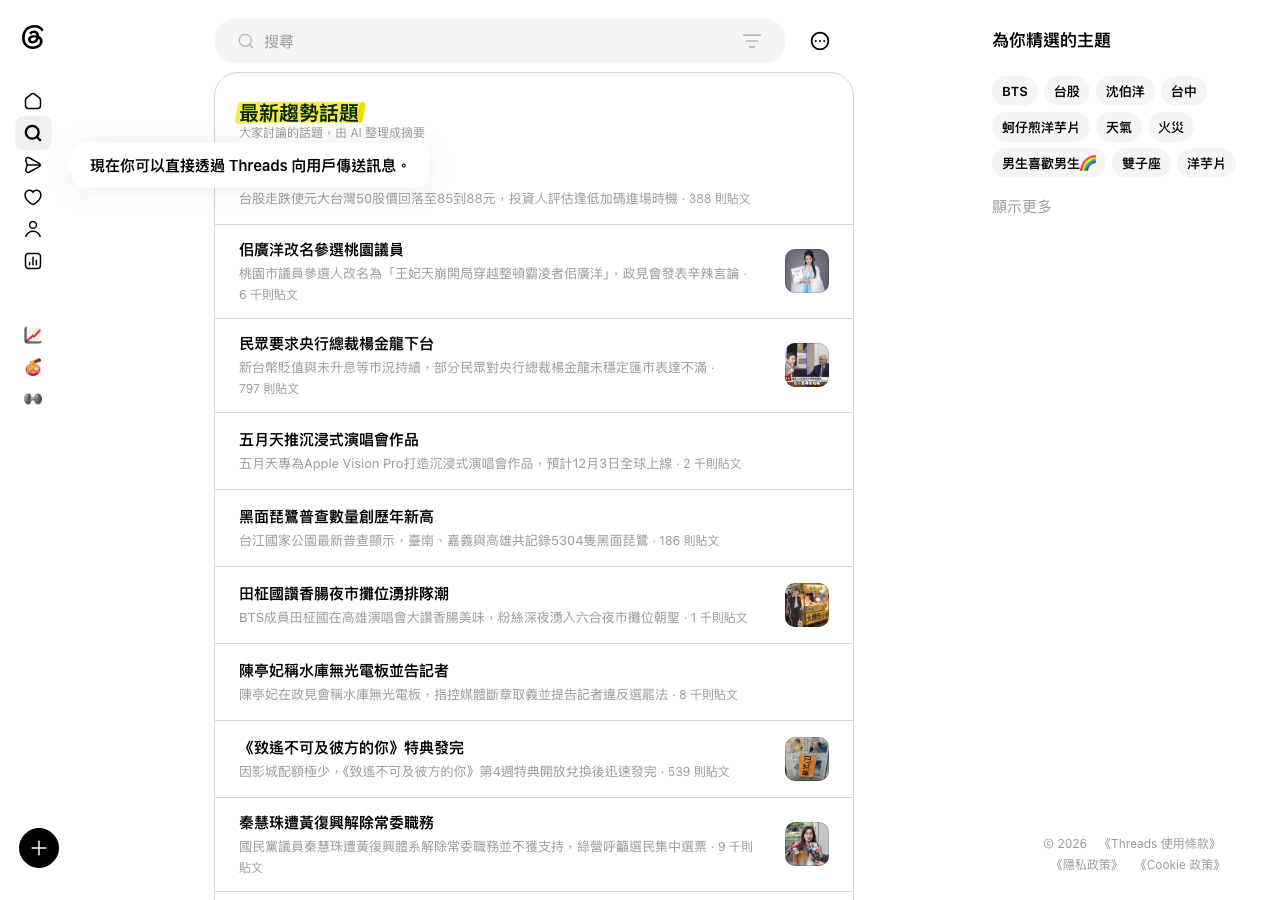 搜尋
最新趨勢話題
大家討論的話題，由 AI 整理成摘要
現在你可以直接透過 Threads 向用戶傳送訊息。
台股走跌使元大台灣50股價回落至85到88元，投資人評估逢低加碼進場時機 · 388 則貼文
佀廣洋改名參選桃園議員
桃園市議員參選人改名為「王妃天崩開局穿越整頓霸凌者佀廣洋」，政見會發表辛辣言論 ·
6 千則貼文
民眾要求央行總裁楊金龍下台
新台幣貶值與未升息等市況持續，部分民眾對央行總裁楊金龍未穩定匯市表達不滿 ·
797 則貼文
五月天推沉浸式演唱會作品
五月天專為Apple Vision Pro打造沉浸式演唱會作品，預計12月3日全球上線 · 2 千則貼文
黑面琵鷺普查數量創歷年新高
台江國家公園最新普查顯示，臺南、嘉義與高雄共記錄5304隻黑面琵鷺 · 186 則貼文
田柾國讚香腸夜市攤位湧排隊潮
BTS成員田柾國在高雄演唱會大讚香腸美味，粉絲深夜湧入六合夜市攤位朝聖 · 1 千則貼文
陳亭妃稱水庫無光電板並告記者
陳亭妃在政見會稱水庫無光電板，指控媒體斷章取義並提告記者違反選罷法 · 8 千則貼文
《致遙不可及彼方的你》特典發完
因影城配額極少，《致遙不可及彼方的你》第4週特典開放兌換後迅速發完 · 539 則貼文
秦慧珠遭黃復興解除常委職務
國民黨議員秦慧珠遭黃復興體系解除常委職務並不獲支持，綠營呼籲選民集中選票 · 9 千則
貼文
為你精選的主題
BTS 台股 沈伯洋 台中
蚵仔煎洋芋片 天氣 火災
男生喜歡男生🌈 雙子座 洋芋片
顯示更多
© 2026 《Threads 使用條款》
《隱私政策》 《Cookie 政策》